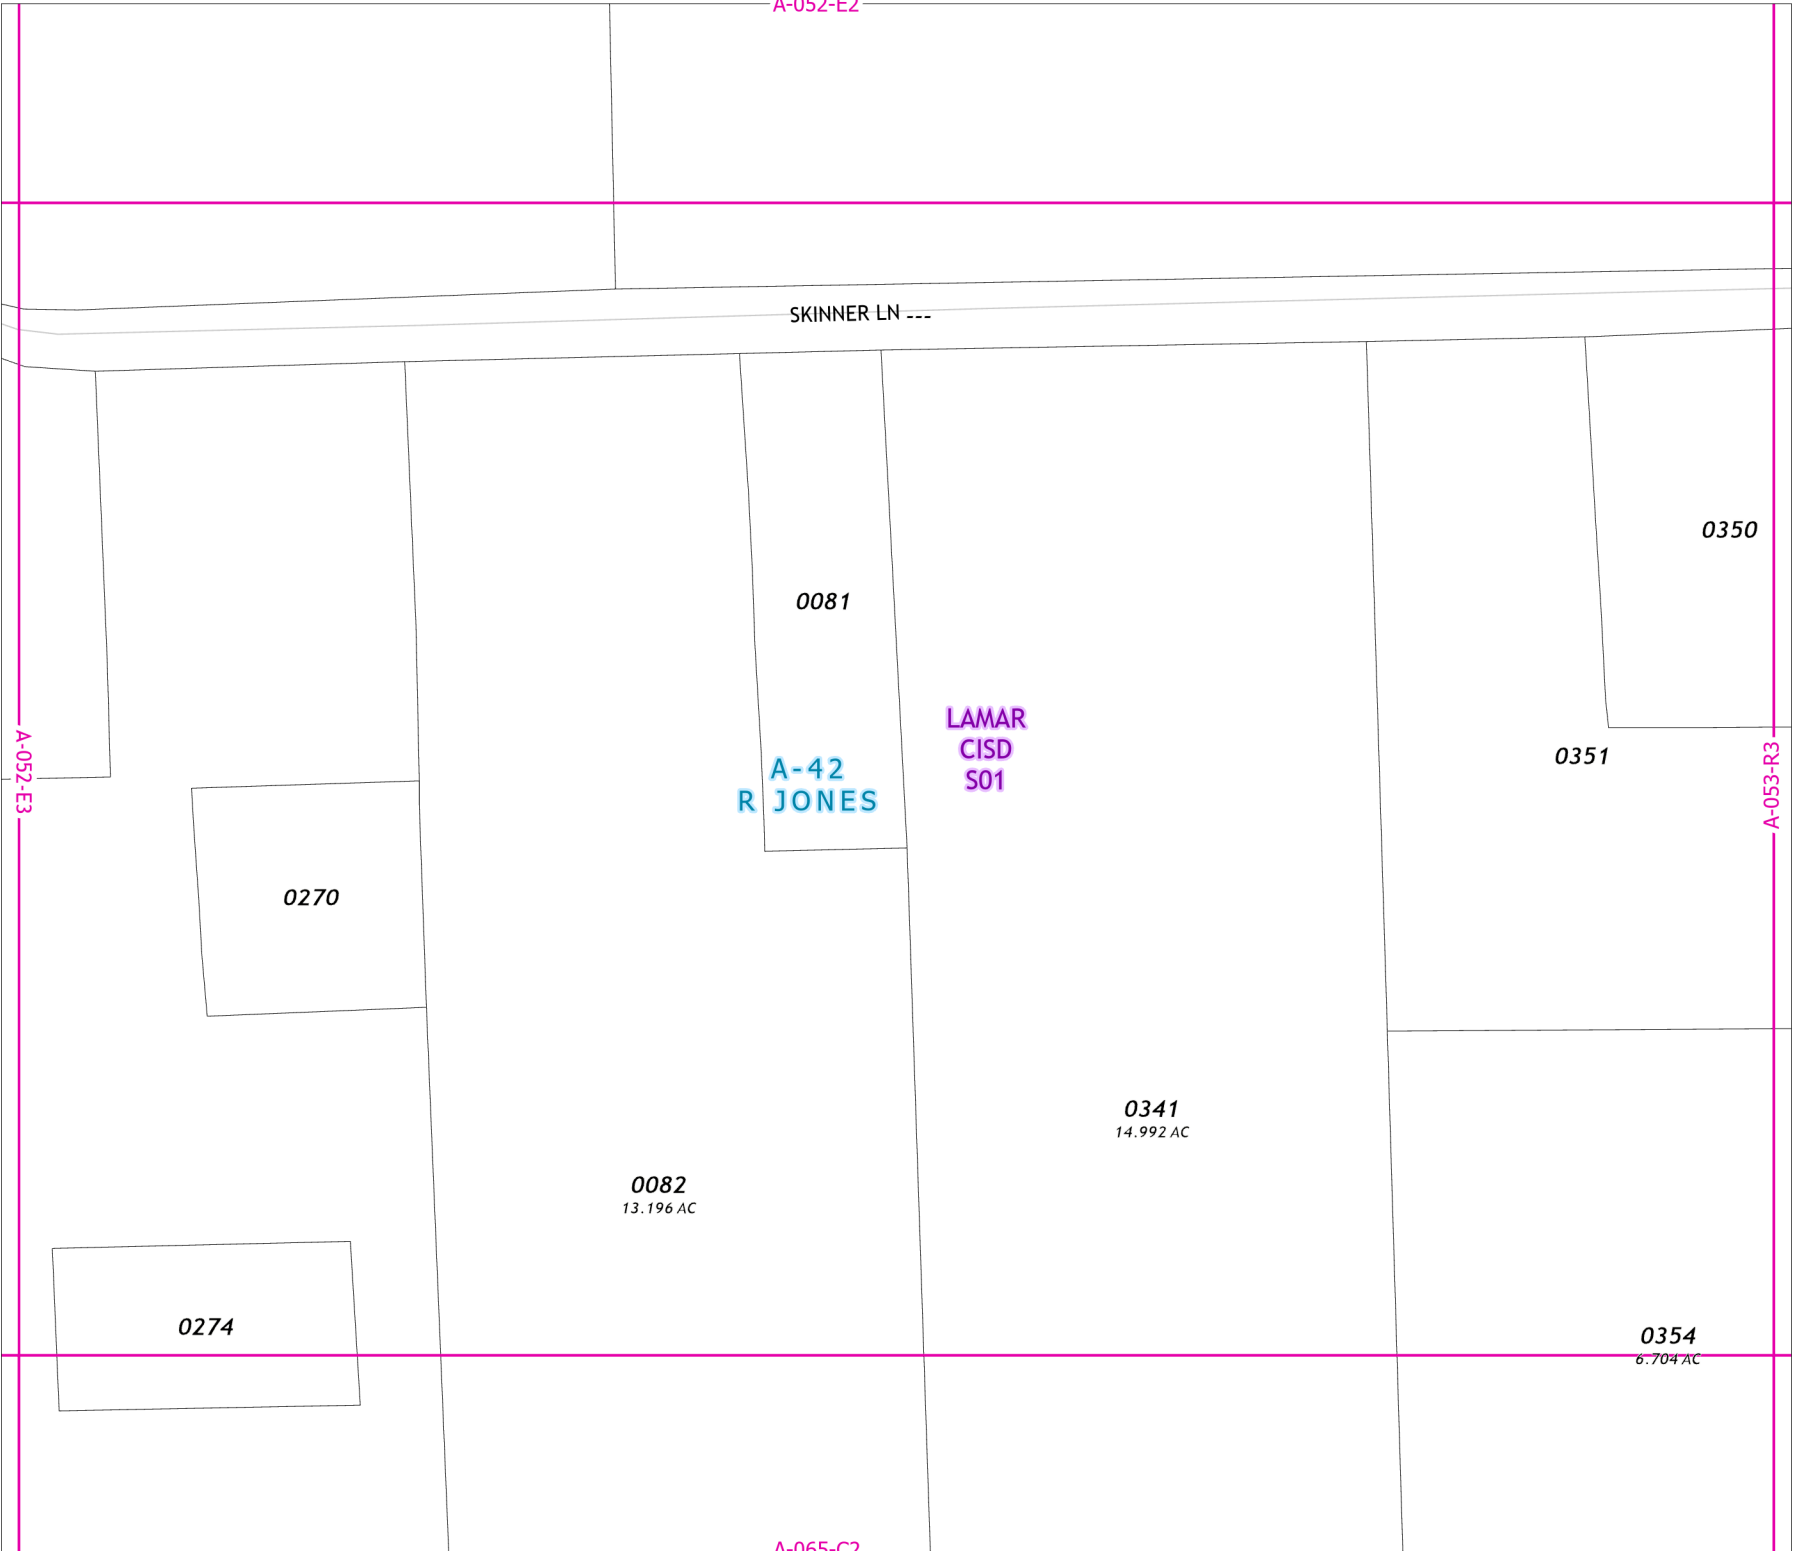 A-052-E2
SKINNER LN ---
0350
0081
LAMAR
CISD
S01
A-42
R JONES
0351
A-052-E3
A-053-R3
0270
0341
14.992 AC
0082
13.196 AC
0274
0354
6.704 AC
A-065-C2